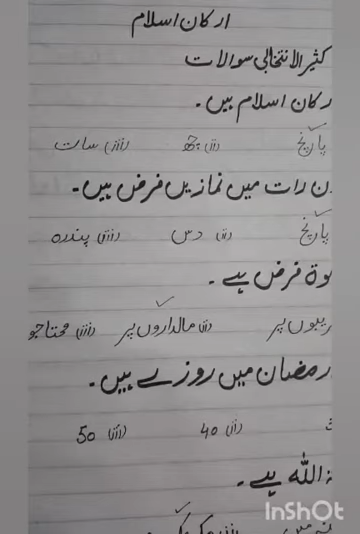 ارکان اسلام
کثیر الانتخابی سوالات
رکان اسلام ہیں۔
پانچ (ii) چھ (iii) سات
ن رات میں نمازیں فرض ہیں۔
پانچ (ii) دس (iii) پندرہ
وۃ فرض ہے۔
ریبوں پر (ii) مالداروں پر (iii) محتاجو
رمضان میں روزے ہیں۔
(ii) 40 (iii) 50
اللہ ہے۔
InShOt